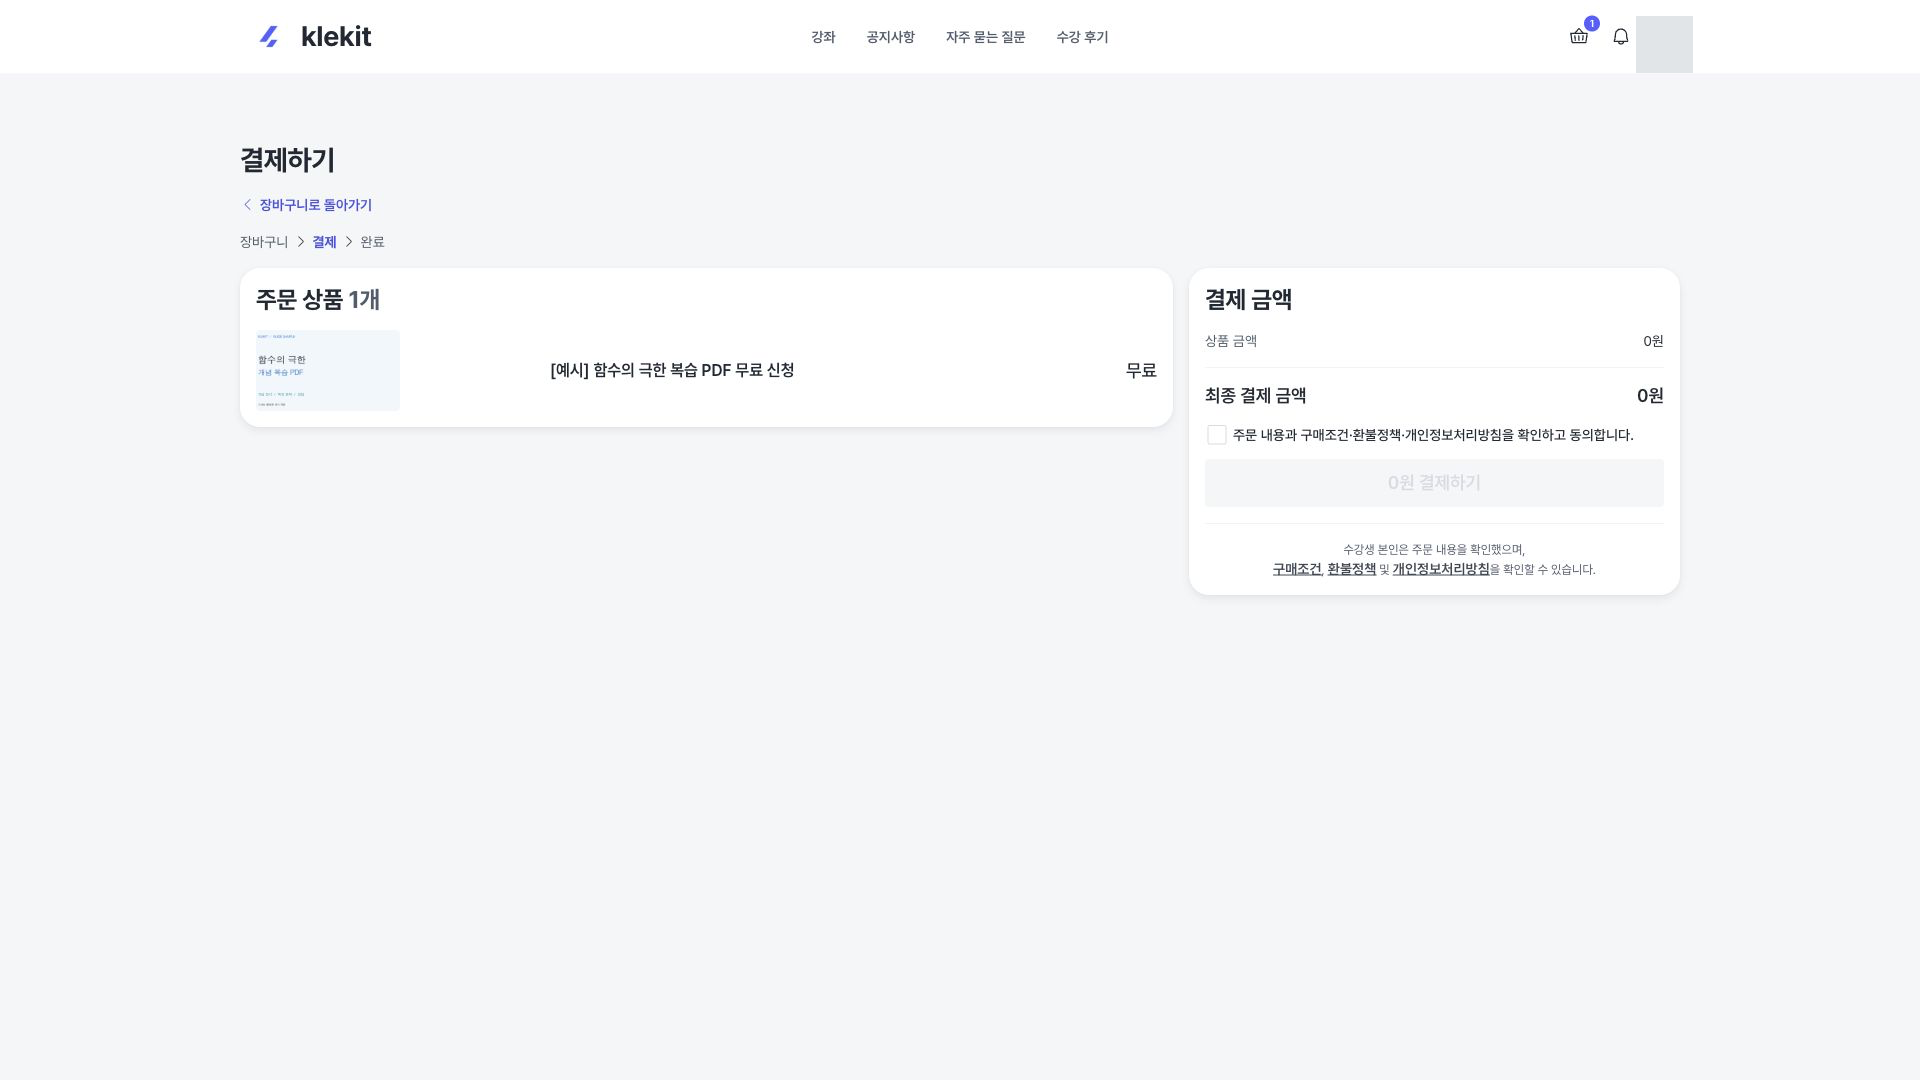 klekit
강좌
공지사항
자주 묻는 질문
수강 후기
1
결제하기
장바구니로 돌아가기
장바구니 > 결제 > 완료
주문 상품 1개
함수의 극한
개념 복습 PDF
[예시] 함수의 극한 복습 PDF 무료 신청
무료
결제 금액
상품 금액 0원
최종 결제 금액 0원
주문 내용과 구매조건·환불정책·개인정보처리방침을 확인하고 동의합니다.
0원 결제하기
수강생 본인은 주문 내용을 확인했으며,
구매조건, 환불정책 및 개인정보처리방침을 확인할 수 있습니다.